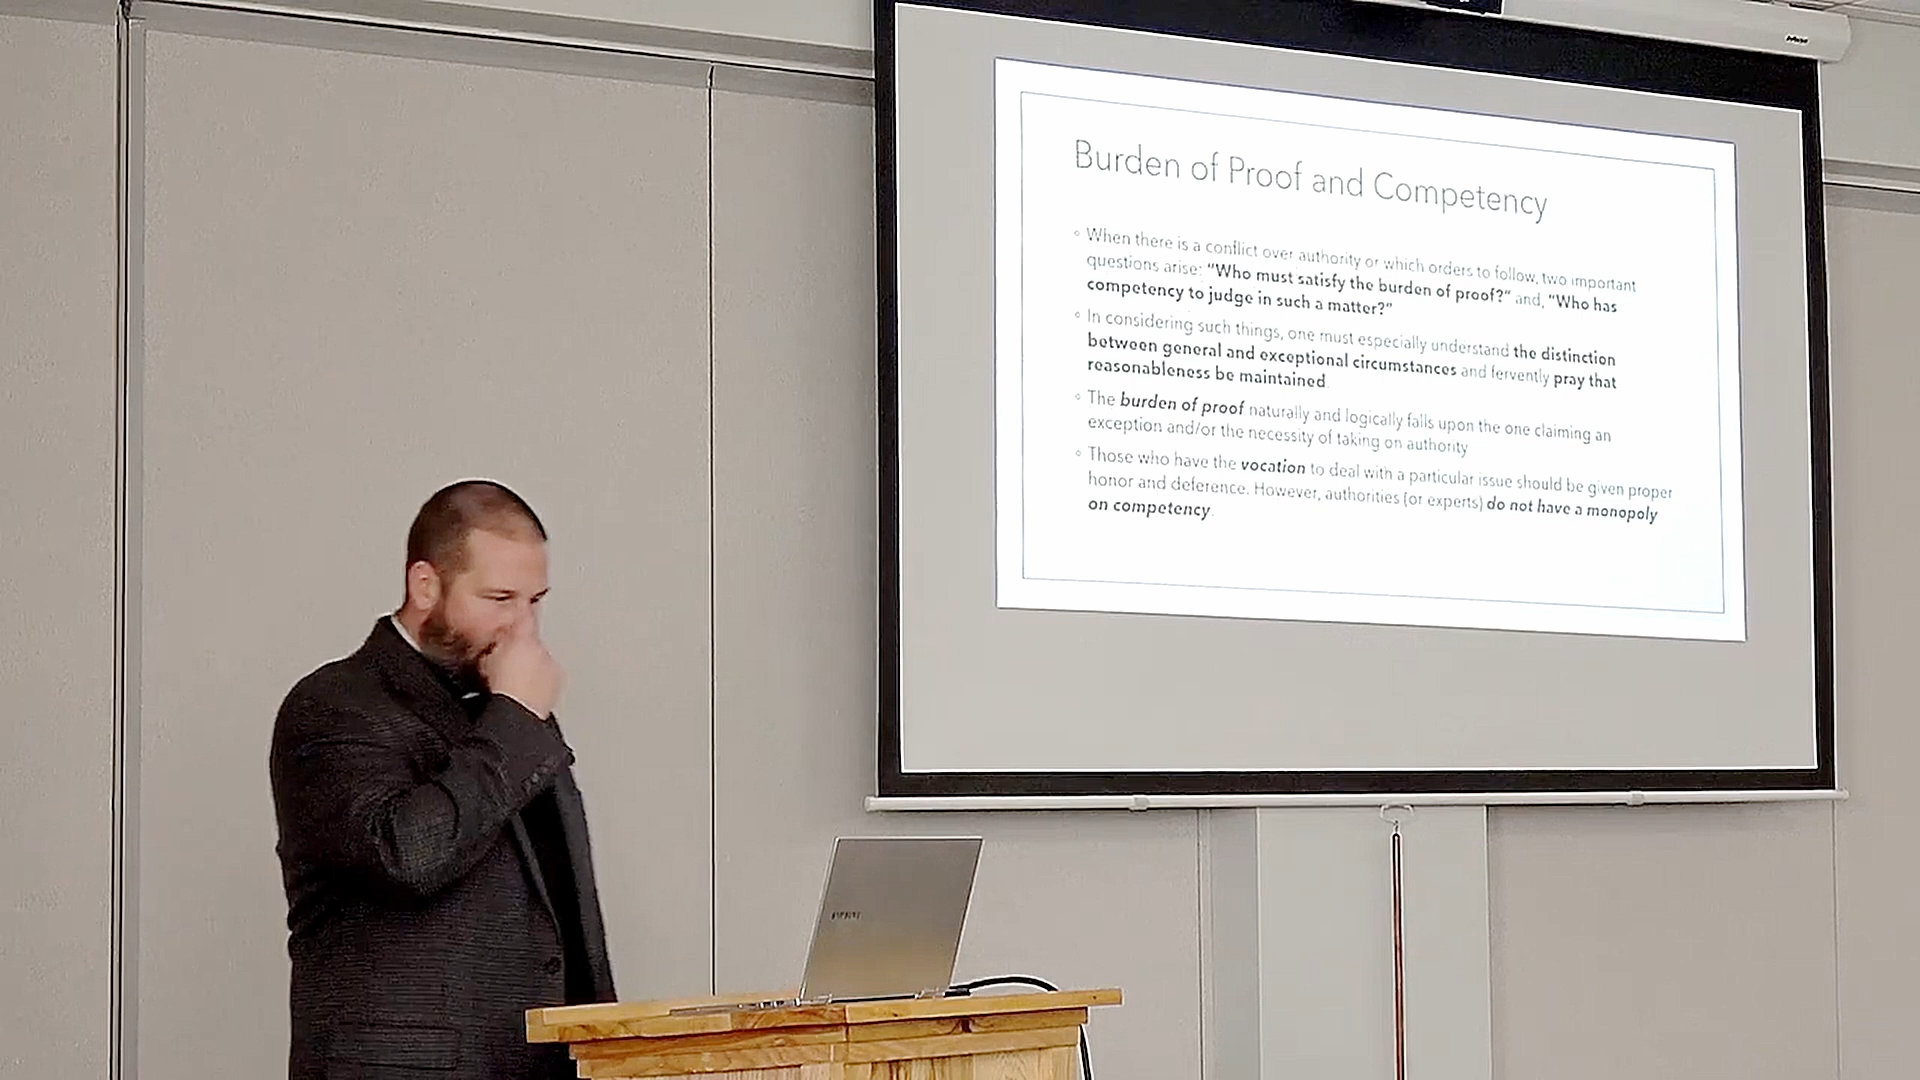 Burden of Proof and Competency
◦ When there is a conflict over authority or which orders to follow, two important
questions arise: “Who must satisfy the burden of proof?” and, “Who has
competency to judge in such a matter?”
◦ In considering such things, one must especially understand the distinction
between general and exceptional circumstances and fervently pray that
reasonableness be maintained.
◦ The burden of proof naturally and logically falls upon the one claiming an
exception and/or the necessity of taking on authority
◦ Those who have the vocation to deal with a particular issue should be given proper
honor and deference. However, authorities (or experts) do not have a monopoly
on competency.